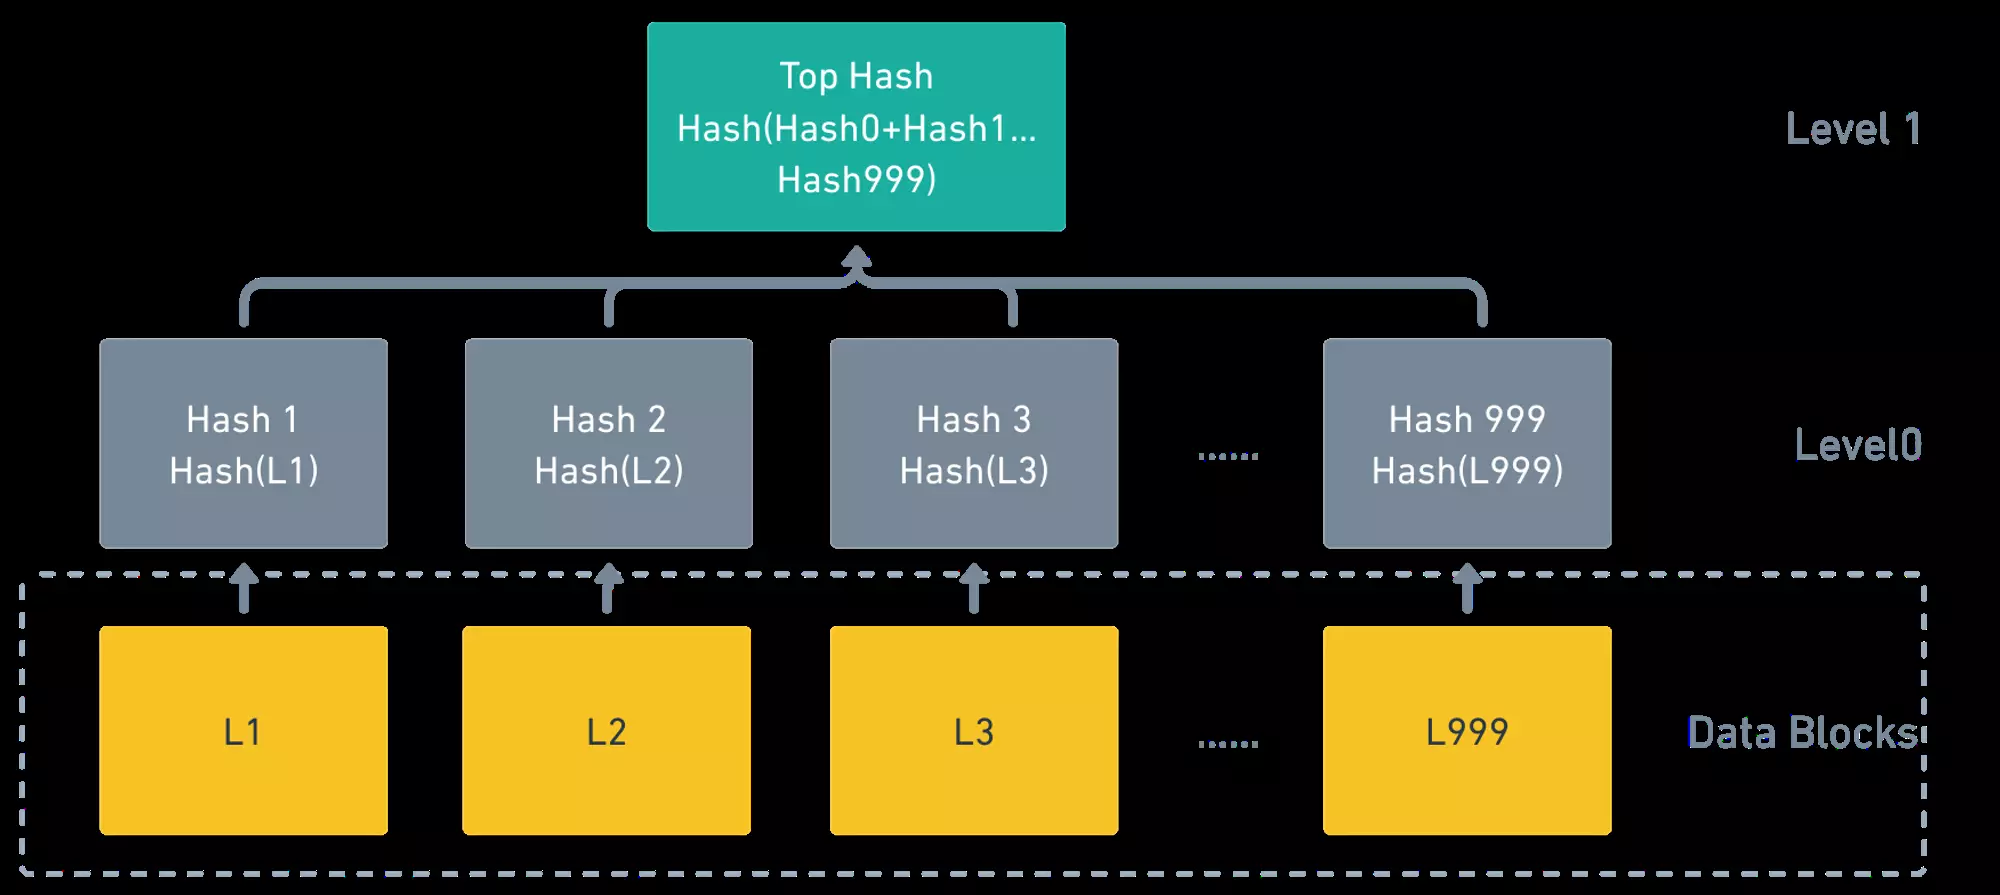 Top Hash
Hash(Hash0+Hash1...
Hash999)
Level 1
Hash 1
Hash(L1)
Hash 2
Hash(L2)
Hash 3
Hash(L3)
......
Hash 999
Hash(L999)
Level0
L1
L2
L3
......
L999
Data Blocks